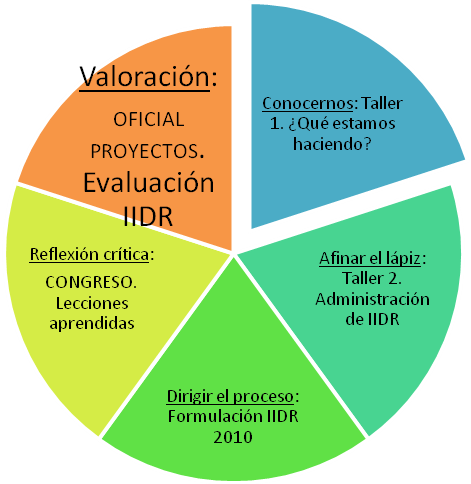 Conocernos: Taller
1. ¿Qué estamos
haciendo?
Afinar el lápiz:
Taller 2.
Administración
de IIDR
Dirigir el proceso:
Formulación IIDR
2010
Reflexión crítica:
CONGRESO.
Lecciones
aprendidas
Valoración:
OFICIAL
PROYECTOS.
Evaluación
IIDR